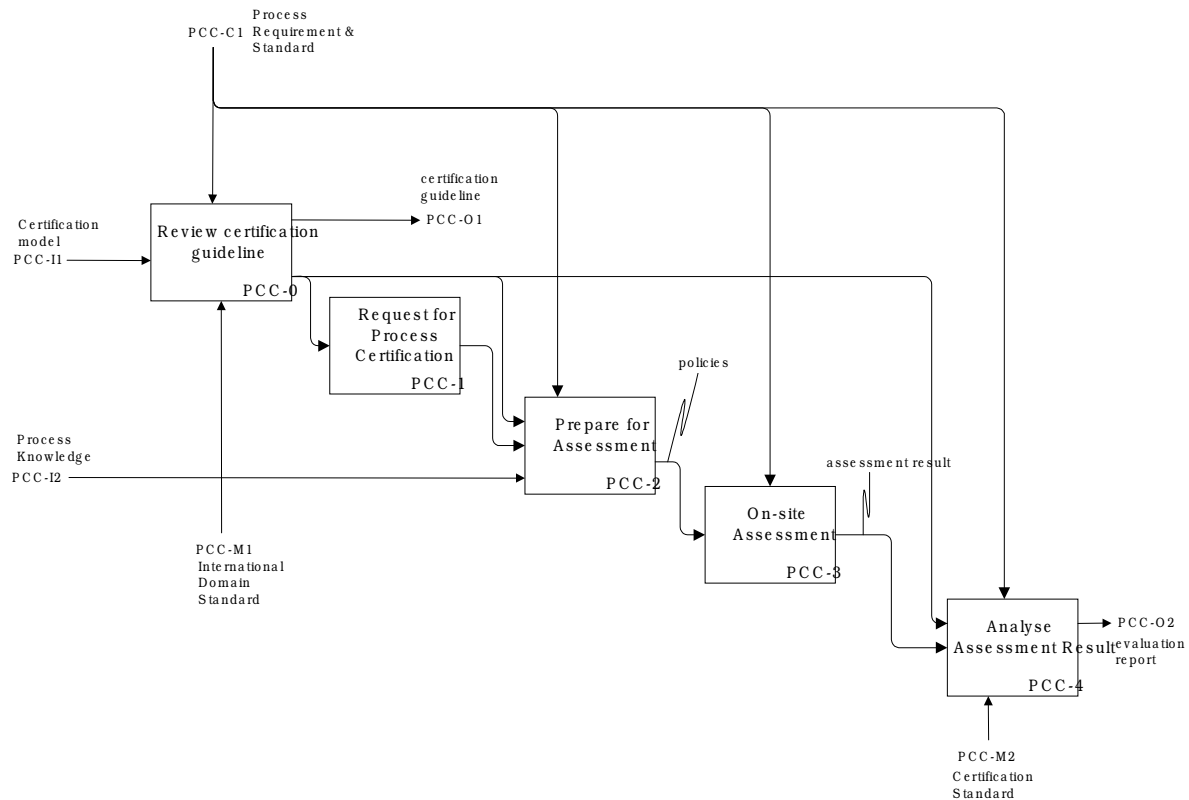 Process
PCC-C1 Requirement &
Standard
certification
guideline
PCC-O1
Certification
model
PCC-I1
Review certification
guideline
PCC-0
Request for
Process
Certification
PCC-1
policies
Prepare for
Assessment
PCC-2
Process
Knowledge
PCC-I2
assessment result
On-site
Assessment
PCC-3
PCC-M1
International
Domain
Standard
Analyse
Assessment Result
PCC-4
PCC-O2
evaluation
report
PCC-M2
Certification
Standard